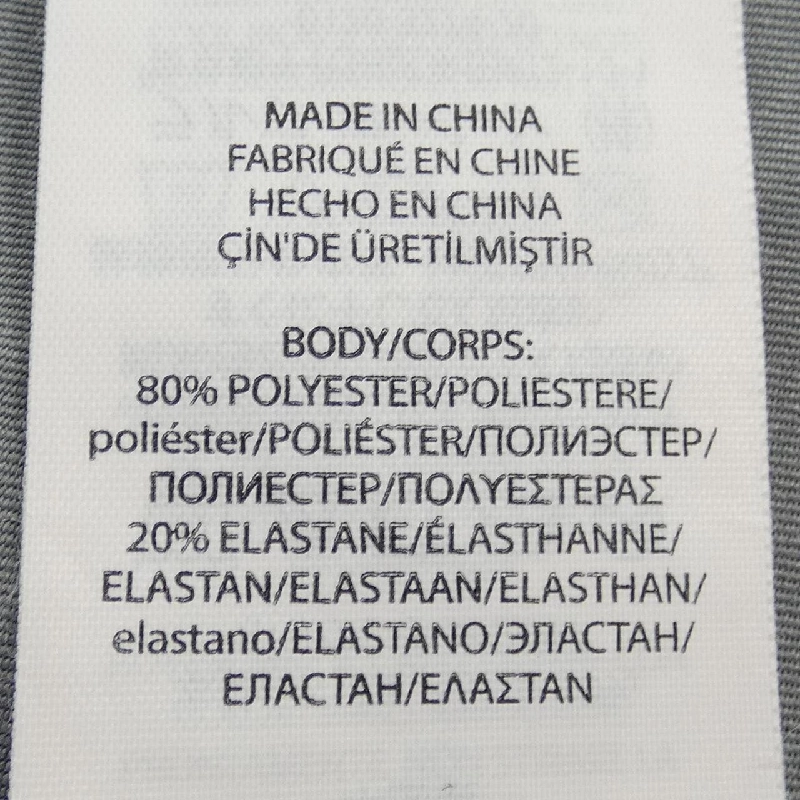 MADE IN CHINA
FABRIQUÉ EN CHINE
HECHO EN CHINA
ÇİN'DE ÜRETİLMİŞTİR
BODY/CORPS:
80% POLYESTER/POLIESTERE/
poliéster/POLIÉSTER/ПОЛИЭСТЕР/
ПОЛИЕСТЕР/ΠΟΛΥΕΣΤΕΡΑΣ
20% ELASTANE/ÉLASTHANNE/
ELASTAN/ELASTAAN/ELASTHAN/
elastano/ELASTANO/ЭЛАСТАН/
ЕЛАСТАН/ΕΛΑΣΤΑΝ